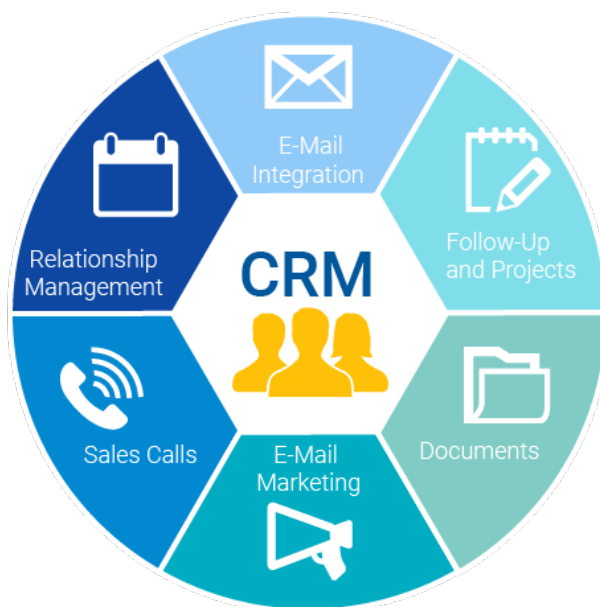 E-Mail
Integration
Follow-Up
and Projects
Relationship
Management
CRM
Sales Calls
E-Mail
Marketing
Documents